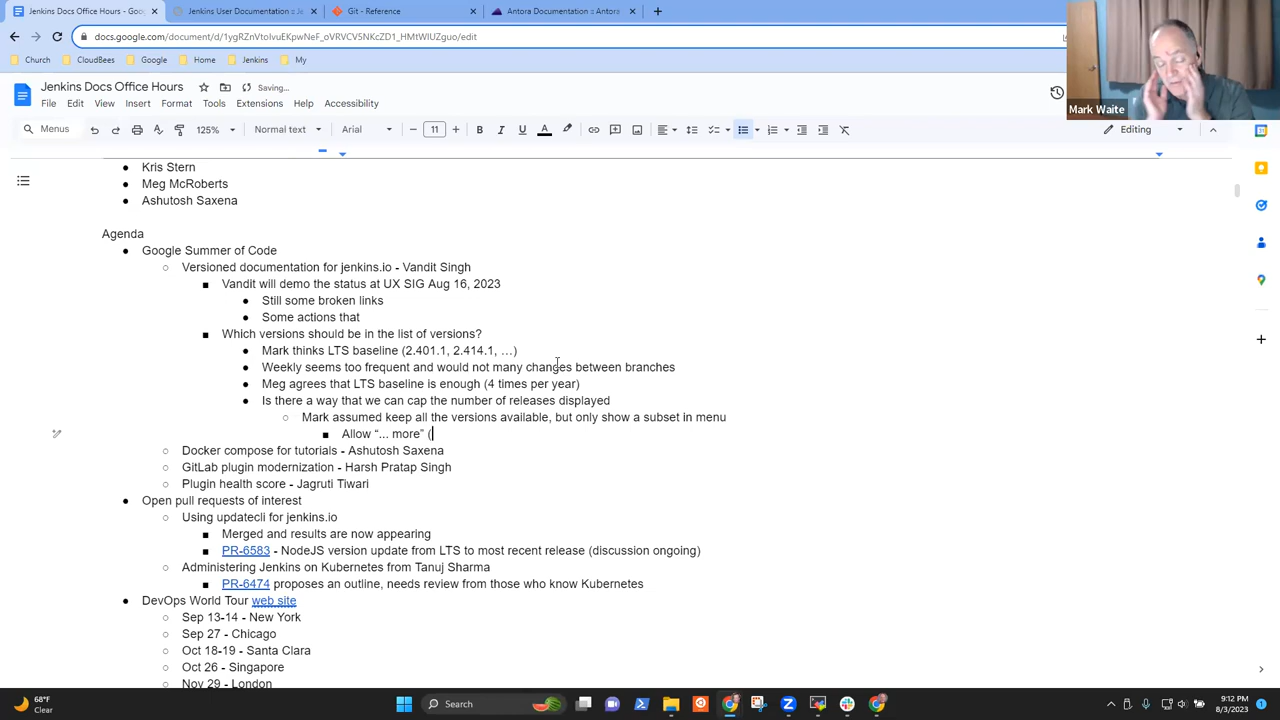 Jenkins Docs Office Hours - Goog
Jenkins User Documentation
Git - Reference
Antora Documentation :: Antora
docs.google.com/document/d/1ygRZnVtoIvuEKpwNeF_oVRVCV5NKcZD1_HMtWIUZguo/edit
Church
CloudBees
Google
Home
Jenkins
My
Jenkins Docs Office Hours
Saving...
File Edit View Insert Format Tools Extensions Help Accessibility
Mark Waite
Menus
125%
Normal text
Arial
11
B I U A
Editing
Kris Stern
Meg McRoberts
Ashutosh Saxena
Agenda
Google Summer of Code
Versioned documentation for jenkins.io - Vandit Singh
Vandit will demo the status at UX SIG Aug 16, 2023
Still some broken links
Some actions that
Which versions should be in the list of versions?
Mark thinks LTS baseline (2.401.1, 2.414.1, …)
Weekly seems too frequent and would not many changes between branches
Meg agrees that LTS baseline is enough (4 times per year)
Is there a way that we can cap the number of releases displayed
Mark assumed keep all the versions available, but only show a subset in menu
Allow “... more” (
Docker compose for tutorials - Ashutosh Saxena
GitLab plugin modernization - Harsh Pratap Singh
Plugin health score - Jagruti Tiwari
Open pull requests of interest
Using updatecli for jenkins.io
Merged and results are now appearing
PR-6583 - NodeJS version update from LTS to most recent release (discussion ongoing)
Administering Jenkins on Kubernetes from Tanuj Sharma
PR-6474 proposes an outline, needs review from those who know Kubernetes
DevOps World Tour web site
Sep 13-14 - New York
Sep 27 - Chicago
Oct 18-19 - Santa Clara
Oct 26 - Singapore
Nov 29 - London
68°F
Clear
Search
9:12 PM
8/3/2023